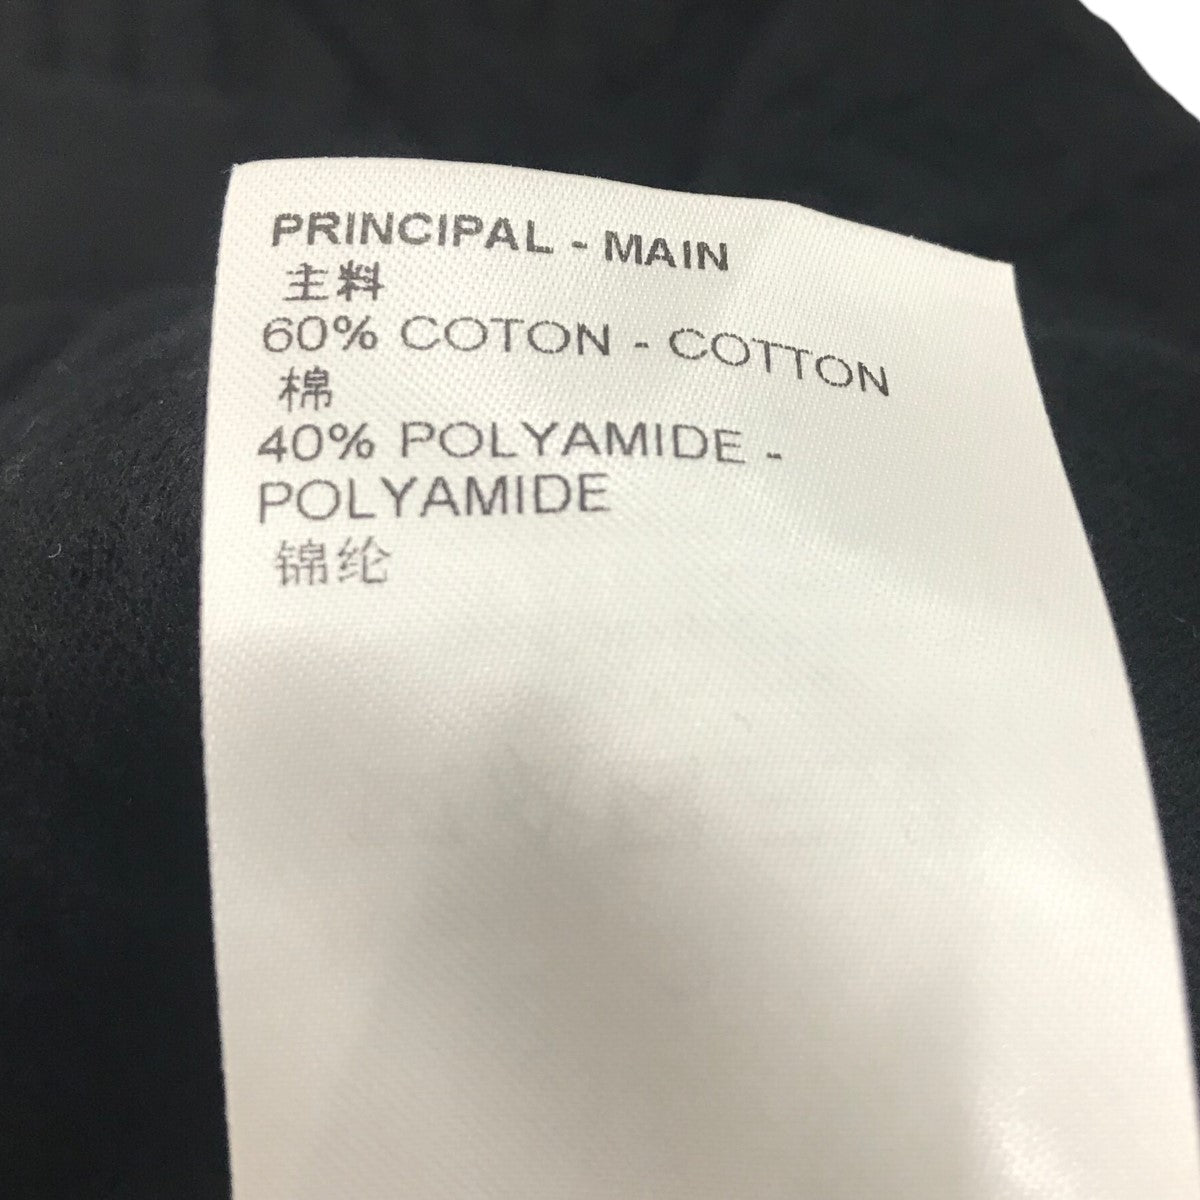 PRINCIPAL - MAIN
主料
60% COTON - COTTON
棉
40% POLYAMIDE -
POLYAMIDE
锦纶